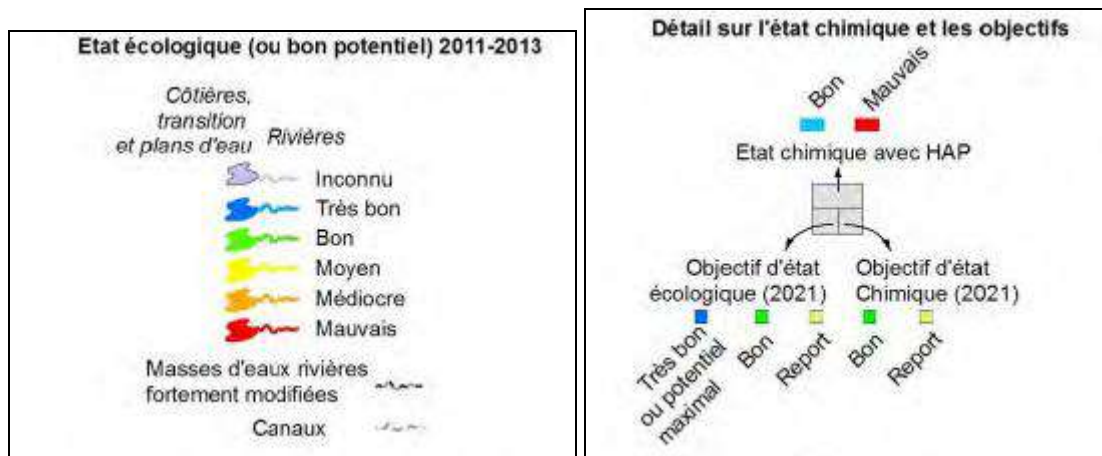 Etat écologique (ou bon potentiel) 2011-2013
Côtières,
transition
et plans d'eau
Rivières
Inconnu
Très bon
Bon
Moyen
Médiocre
Mauvais
Masses d'eaux rivières
fortement modifiées
Canaux
Détail sur l'état chimique et les objectifs
Bon
Mauvais
Etat chimique avec HAP
Objectif d'état
écologique (2021)
Objectif d'état
Chimique (2021)
Très bon
ou potentiel
maximal
Bon
Report
Bon
Report